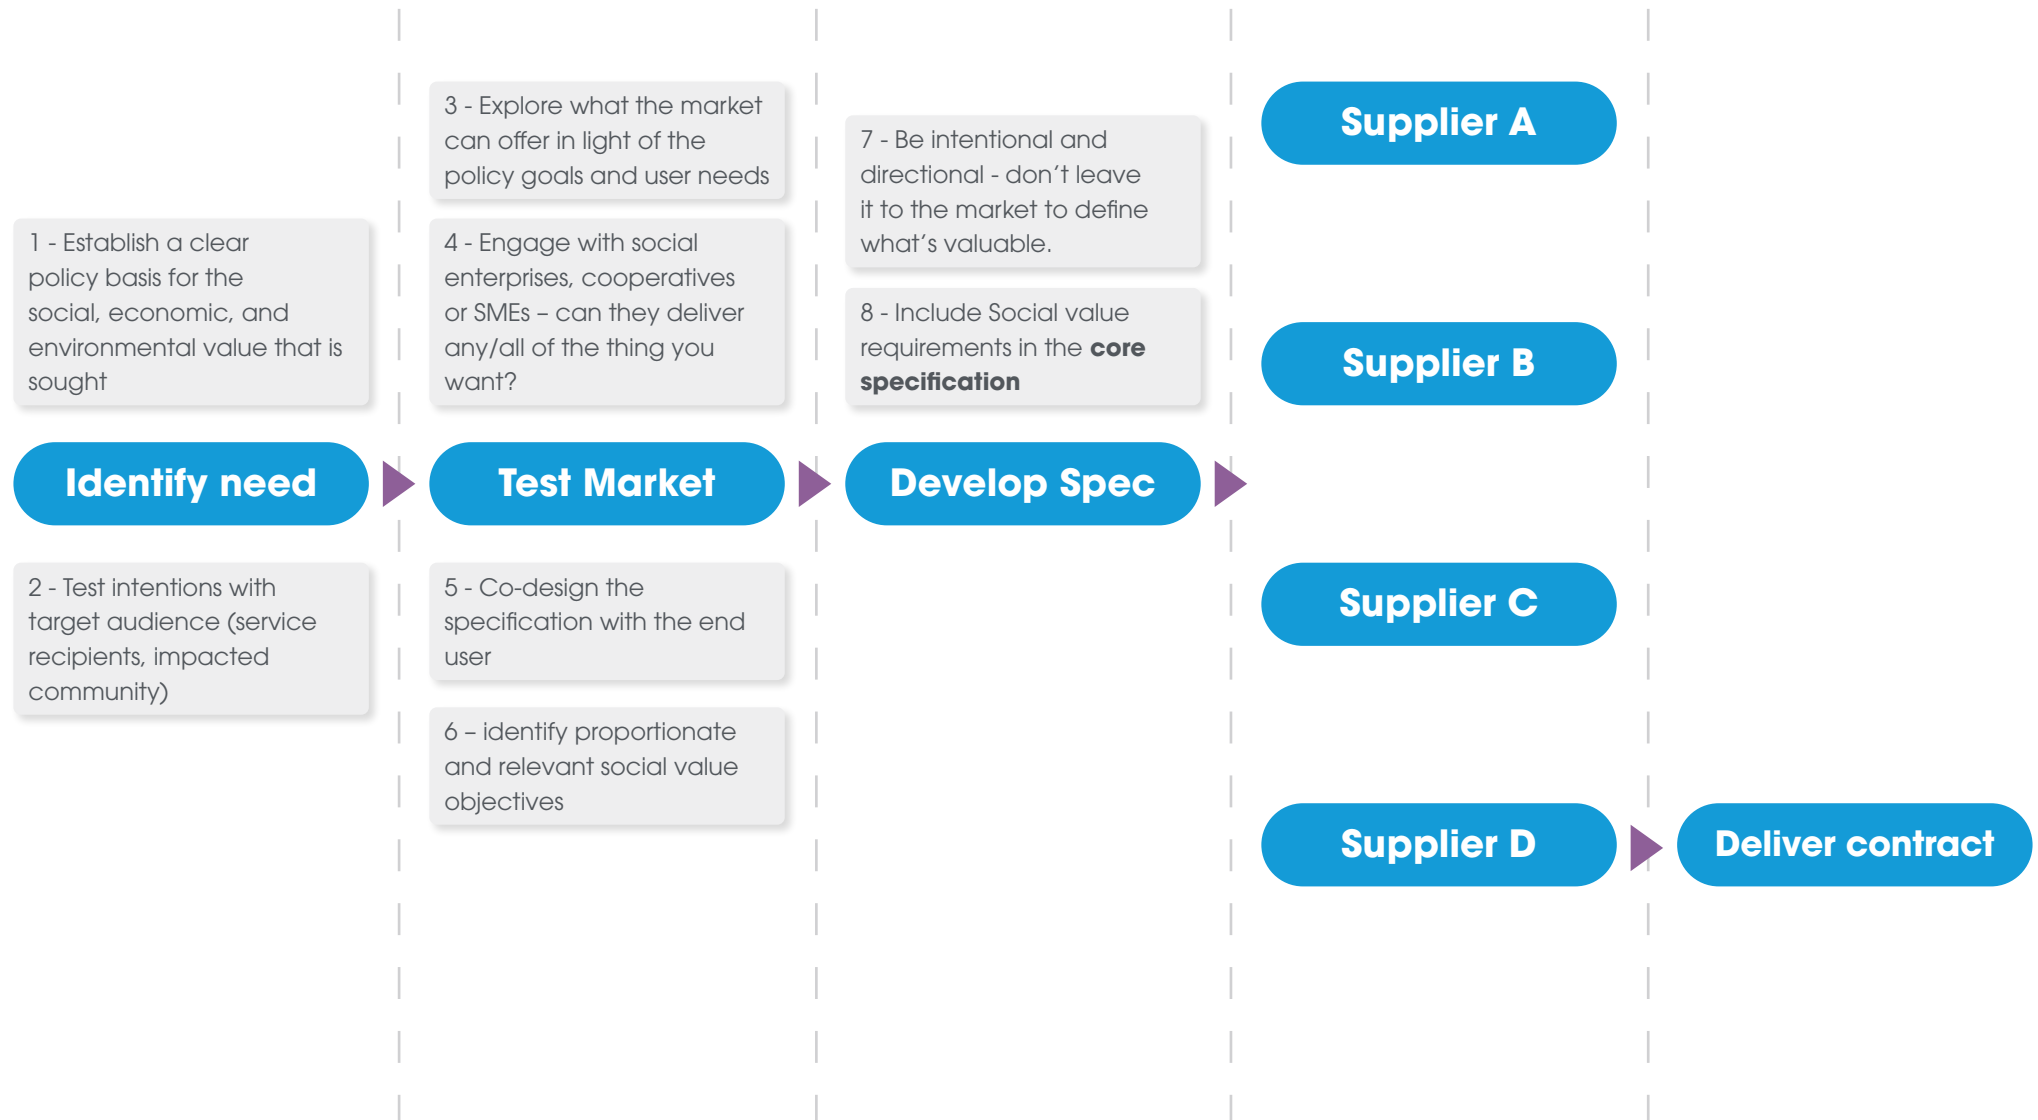 1 - Establish a clear
policy basis for the
social, economic, and
environmental value that is
sought
Identify need
2 - Test intentions with
target audience (service
recipients, impacted
community)
3 - Explore what the market
can offer in light of the
policy goals and user needs
4 - Engage with social
enterprises, cooperatives
or SMEs – can they deliver
any/all of the thing you
want?
Test Market
5 - Co-design the
specification with the end
user
6 – identify proportionate
and relevant social value
objectives
7 - Be intentional and
directional - don’t leave
it to the market to define
what’s valuable.
8 - Include Social value
requirements in the core
specification
Develop Spec
Supplier A
Supplier B
Supplier C
Supplier D
Deliver contract